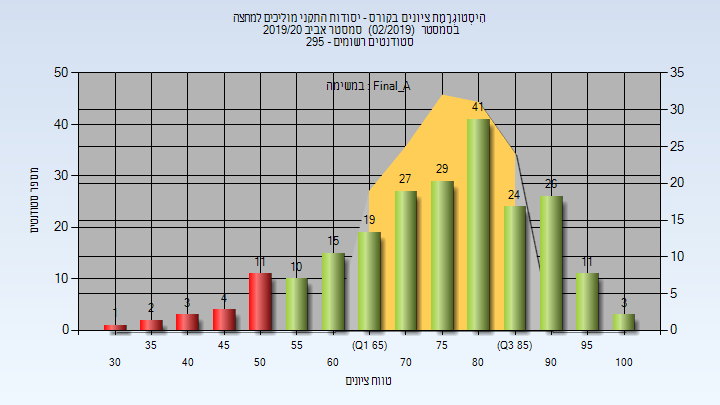 היסטוגרמת ציונים בקורס - יסודות התקני מוליכים למחצה
בסמסטר (02/2019) סמסטר אביב 2019/20
סטודנטים רשומים - 295
במשימה : Final_A
מספר סטודנטים
50 40 30 20 10 0
35 30 25 20 15 10 5 0
1 2 3 4 11 10 15 19 27 29 41 24 26 11 3
35 45 55 (Q1 65) 75 (Q3 85) 95
30 40 50 60 70 80 90 100
טווח ציונים